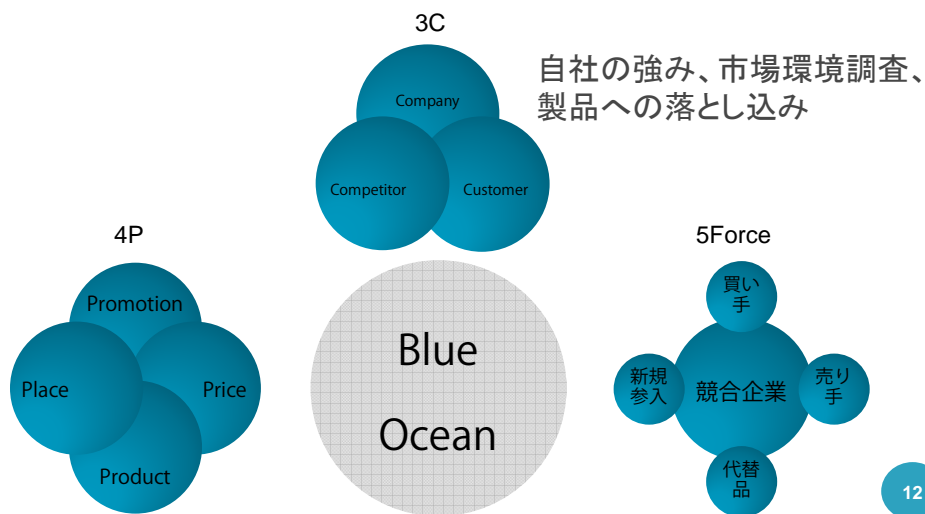 3C
自社の強み、市場環境調査、
製品への落とし込み
Company
Competitor
Customer
4P
Promotion
Place
Price
Product
Blue
Ocean
5Force
買い
手
新規
参入
競合企業
売り
手
代替
品
12